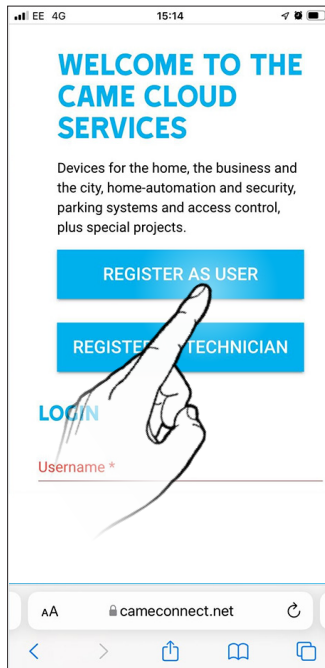 EE 4G 15:14
WELCOME TO THE
CAME CLOUD
SERVICES
Devices for the home, the business and
the city, home-automation and security,
parking systems and access control,
plus special projects.
REGISTER AS USER
REGISTER TECHNICIAN
LOGIN
Username *
AA cameconnect.net